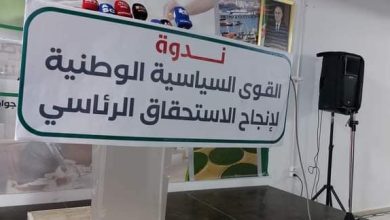 ندوة
القوى السياسية الوطنية
لإنجاح الاستحقاق الرئاسي